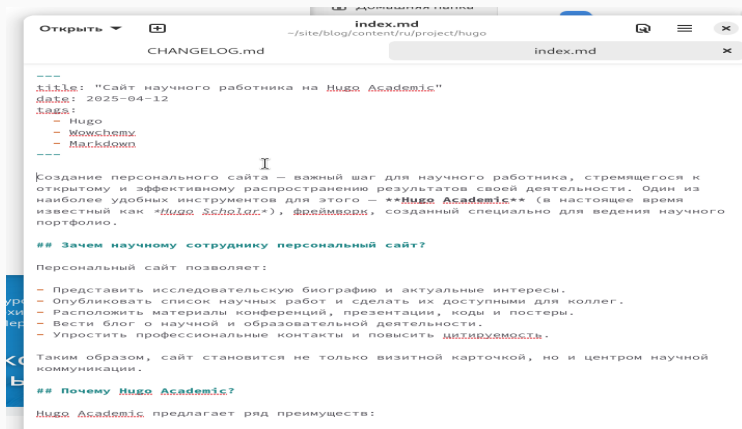 Домашняя папка
Открыть
index.md
~/site/blog/content/ru/project/hugo
CHANGELOG.md
index.md
---
title: "Сайт научного работника на Hugo Academic"
date: 2025-04-12
tags:
- Hugo
- Wowchemy
- Markdown
---
Создание персонального сайта — важный шаг для научного работника, стремящегося к
открытому и эффективному распространению результатов своей деятельности. Один из
наиболее удобных инструментов для этого — **Hugo Academic** (в настоящее время
известный как *Hugo Scholar*), фреймворк, созданный специально для ведения научного
портфолио.
## Зачем научному сотруднику персональный сайт?
Персональный сайт позволяет:
- Представить исследовательскую биографию и актуальные интересы.
- Опубликовать список научных работ и сделать их доступными для коллег.
- Расположить материалы конференций, презентации, коды и постеры.
- Вести блог о научной и образовательной деятельности.
- Упростить профессиональные контакты и повысить цитируемость.
Таким образом, сайт становится не только визитной карточкой, но и центром научной
коммуникации.
## Почему Hugo Academic?
Hugo Academic предлагает ряд преимуществ: